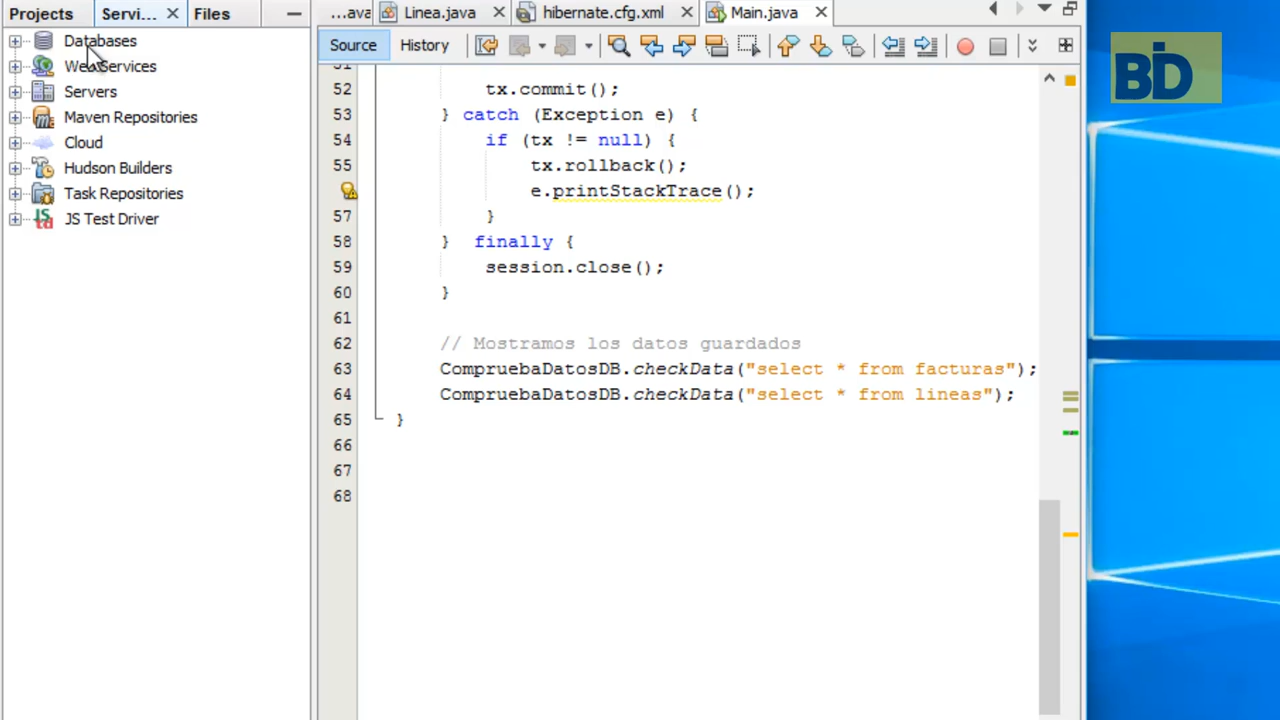 Projects
Servi...
Files
Databases
Web Services
Servers
Maven Repositories
Cloud
Hudson Builders
Task Repositories
JS Test Driver
...ava
Linea.java
hibernate.cfg.xml
Main.java
Source
History
51
52 tx.commit();
53 } catch (Exception e) {
54 if (tx != null) {
55 tx.rollback();
e.printStackTrace();
57 }
58 } finally {
59 session.close();
60 }
61
62 // Mostramos los datos guardados
63 CompruebaDatosDB.checkData("select * from facturas");
64 CompruebaDatosDB.checkData("select * from lineas");
65 }
66
67
68
BID